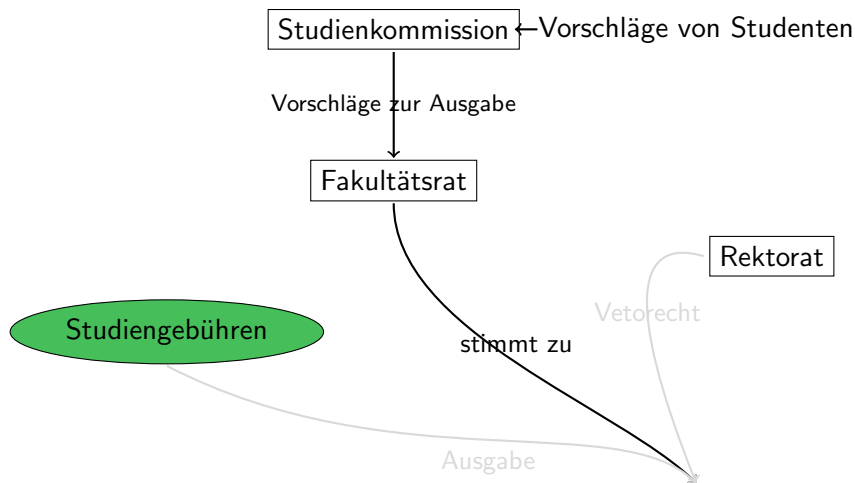 Studienkommission
Vorschläge von Studenten
Vorschläge zur Ausgabe
Fakultätsrat
Rektorat
Vetorecht
Studiengebühren
stimmt zu
Ausgabe